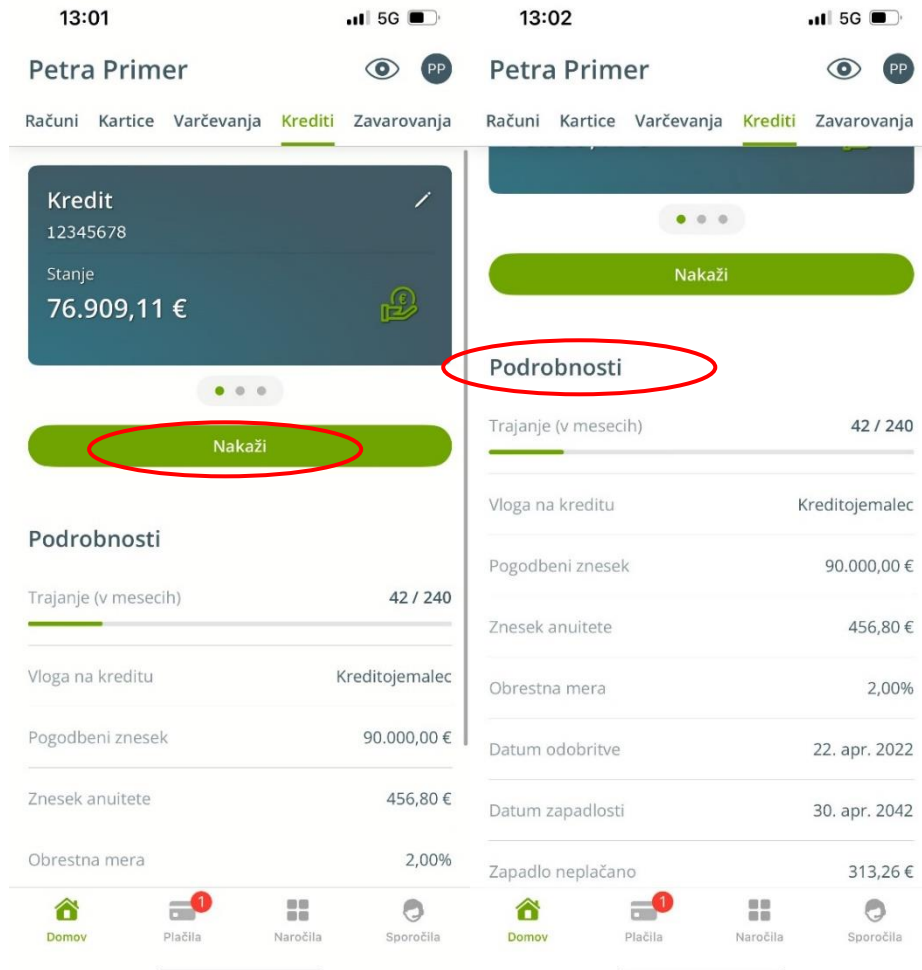 13:01
5G
Petra Primer
PP
Računi Kartice Varčevanja Krediti Zavarovanja
Kredit
12345678
Stanje
76.909,11 €
€
Nakaži
Podrobnosti
Trajanje (v mesecih) 42 / 240
Vloga na kreditu Kreditojemalec
Pogodbeni znesek 90.000,00 €
Znesek anuitete 456,80 €
Obrestna mera 2,00%
1
Domov Plačila Naročila Sporočila
13:02
5G
Petra Primer
PP
Računi Kartice Varčevanja Krediti Zavarovanja
Nakaži
Podrobnosti
Trajanje (v mesecih) 42 / 240
Vloga na kreditu Kreditojemalec
Pogodbeni znesek 90.000,00 €
Znesek anuitete 456,80 €
Obrestna mera 2,00%
Datum odobritve 22. apr. 2022
Datum zapadlosti 30. apr. 2042
Zapadlo neplačano 313,26 €
1
Domov Plačila Naročila Sporočila